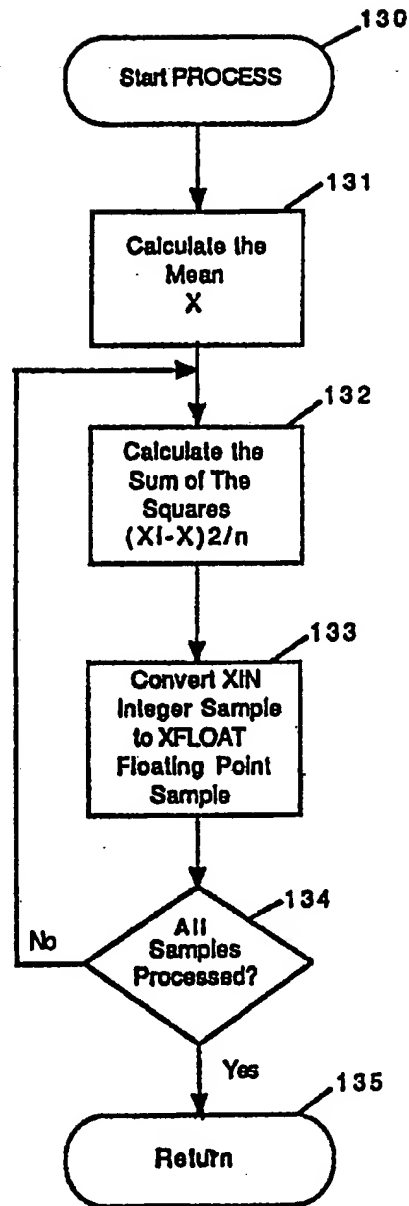 130
Start PROCESS
131
Calculate the
Mean
X
132
Calculate the
Sum of The
Squares
(Xi-X)2/n
133
Convert XIN
Integer Sample
to XFLOAT
Floating Point
Sample
134
All
Samples
Processed?
No
Yes
135
Return